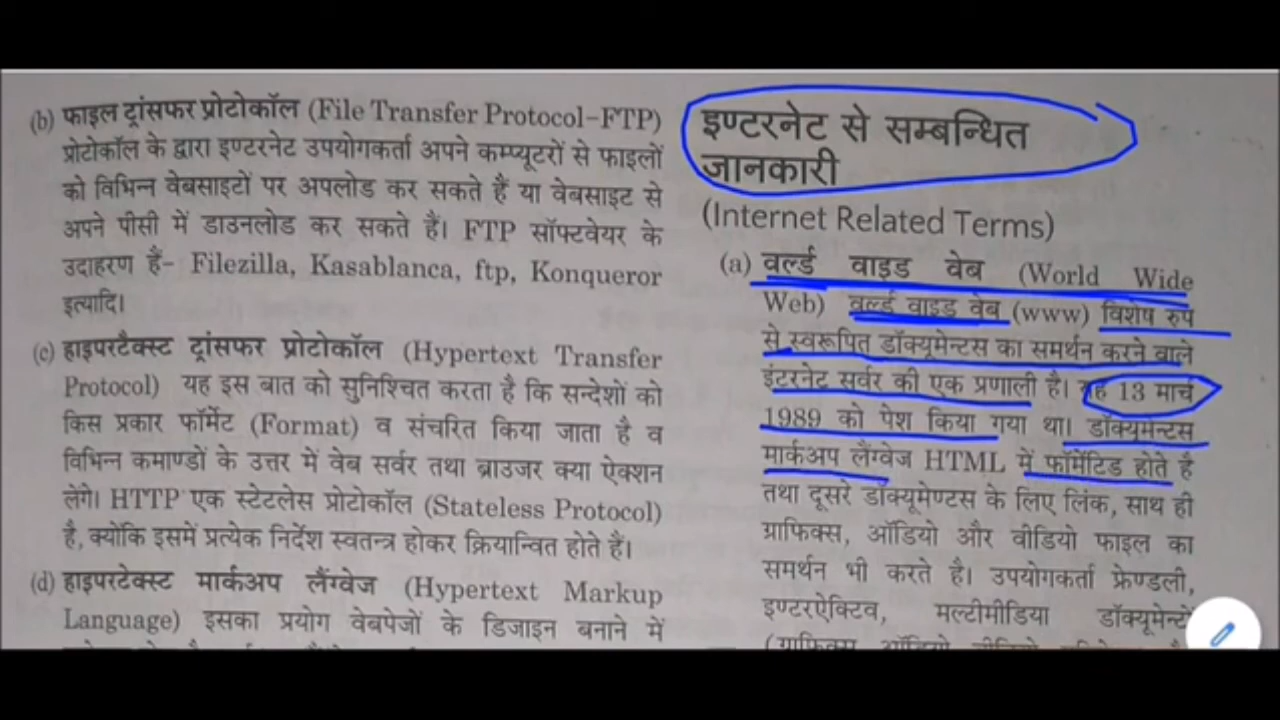 (b) फाइल ट्रांसफर प्रोटोकॉल (File Transfer Protocol–FTP)
प्रोटोकॉल के द्वारा इण्टरनेट उपयोगकर्ता अपने कम्प्यूटरों से फाइलों
को विभिन्न वेबसाइटों पर अपलोड कर सकते हैं या वेबसाइट से
अपने पीसी में डाउनलोड कर सकते हैं। FTP सॉफ्टवेयर के
उदाहरण हैं– Filezilla, Kasablanca, ftp, Konqueror
इत्यादि।
(c) हाइपरटैक्स्ट ट्रांसफर प्रोटोकॉल (Hypertext Transfer
Protocol) यह इस बात को सुनिश्चित करता है कि सन्देशों को
किस प्रकार फॉर्मेट (Format) व संचरित किया जाता है व
विभिन्न कमाण्डों के उत्तर में वेब सर्वर तथा ब्राउजर क्या ऐक्शन
लेंगे। HTTP एक स्टेटलेस प्रोटोकॉल (Stateless Protocol)
है, क्योंकि इसमें प्रत्येक निर्देश स्वतन्त्र होकर क्रियान्वित होते हैं।
(d) हाइपरटेक्स्ट मार्कअप लैंग्वेज (Hypertext Markup
Language) इसका प्रयोग वेबपेजों के डिजाइन बनाने में
इण्टरनेट से सम्बन्धित
जानकारी
(Internet Related Terms)
(a) वर्ल्ड वाइड वेब (World Wide
Web) वर्ल्ड वाइड वेब (www) विशेष रुप
से स्वरूपित डॉक्यूमेन्टस का समर्थन करने वाले
इंटरनेट सर्वर की एक प्रणाली है। यह 13 मार्च
1989 को पेश किया गया था। डॉक्यूमेन्टस
मार्कअप लैंग्वेज HTML में फॉर्मेटिड होते है
तथा दूसरे डॉक्यूमेण्टस के लिए लिंक, साथ ही
ग्राफिक्स, ऑडियो और वीडियो फाइल का
समर्थन भी करते है। उपयोगकर्ता फ्रेण्डली,
इण्टरऐक्टिव, मल्टीमीडिया डॉक्यूमेन्टों
(ग्राफिक्स, ऑडियो